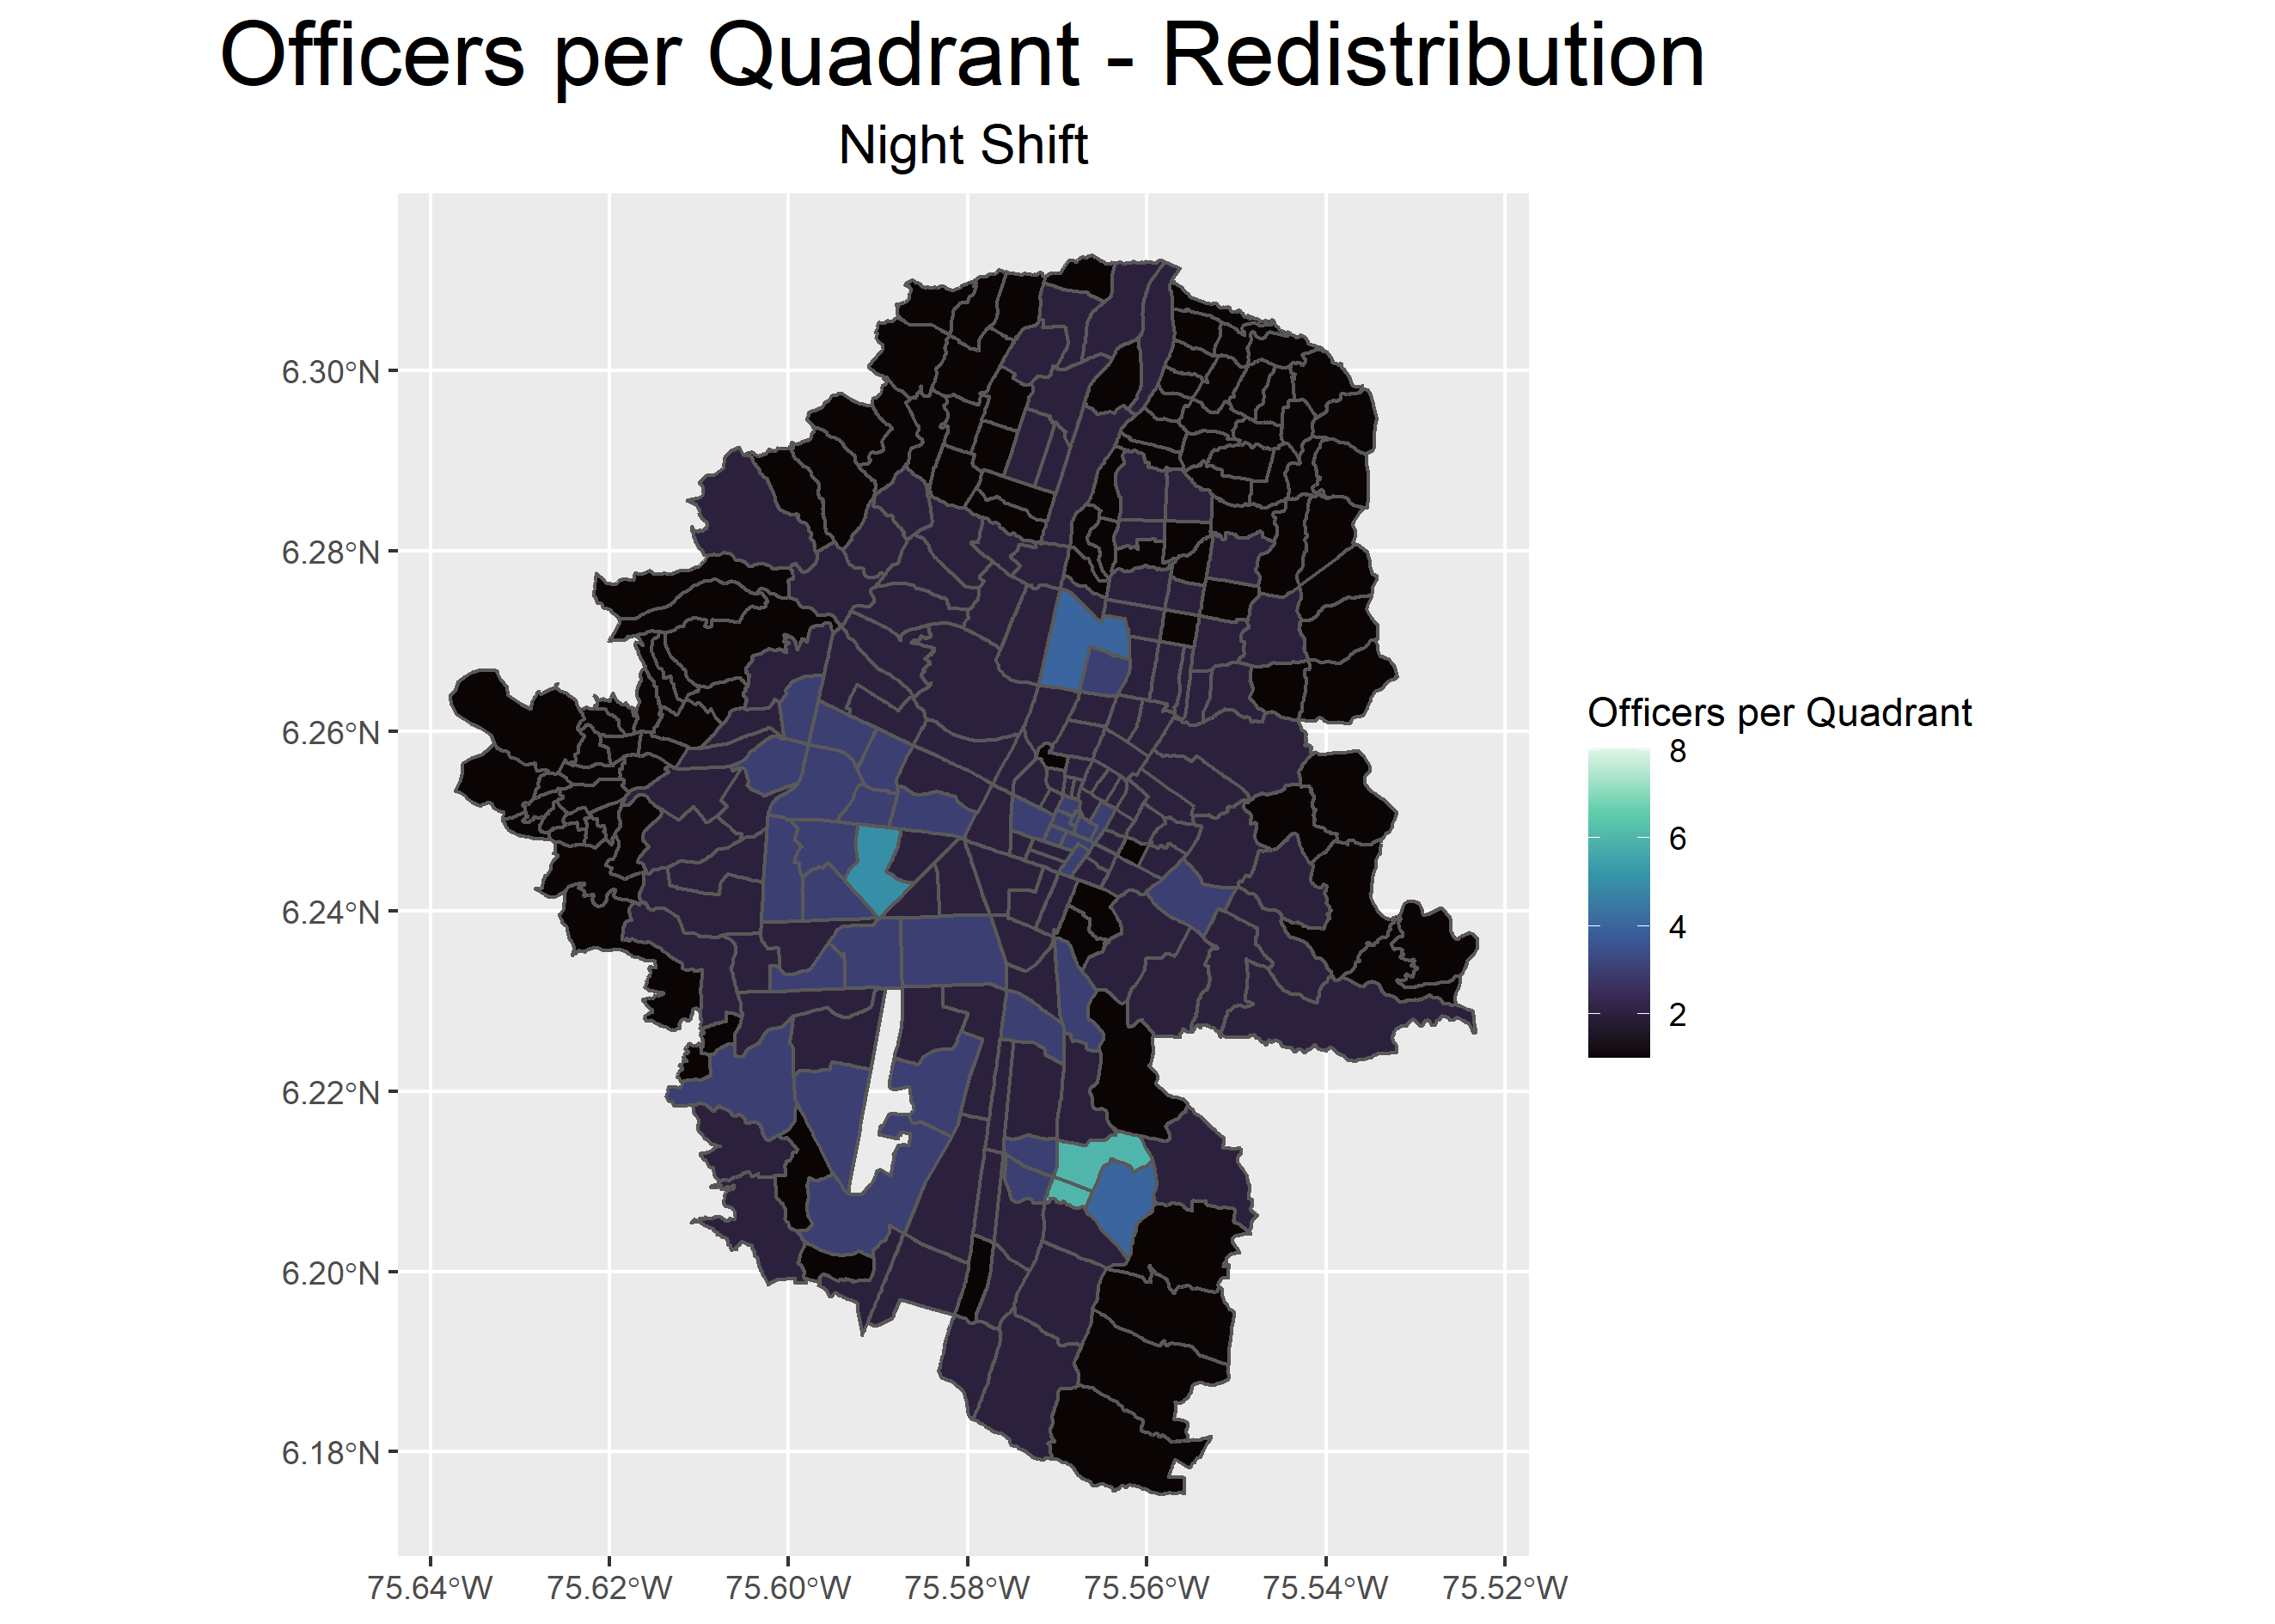 Officers per Quadrant - Redistribution
Night Shift
6.30°N
6.28°N
6.26°N
6.24°N
6.22°N
6.20°N
6.18°N
75.64°W 75.62°W 75.60°W 75.58°W 75.56°W 75.54°W 75.52°W
Officers per Quadrant
8
6
4
2